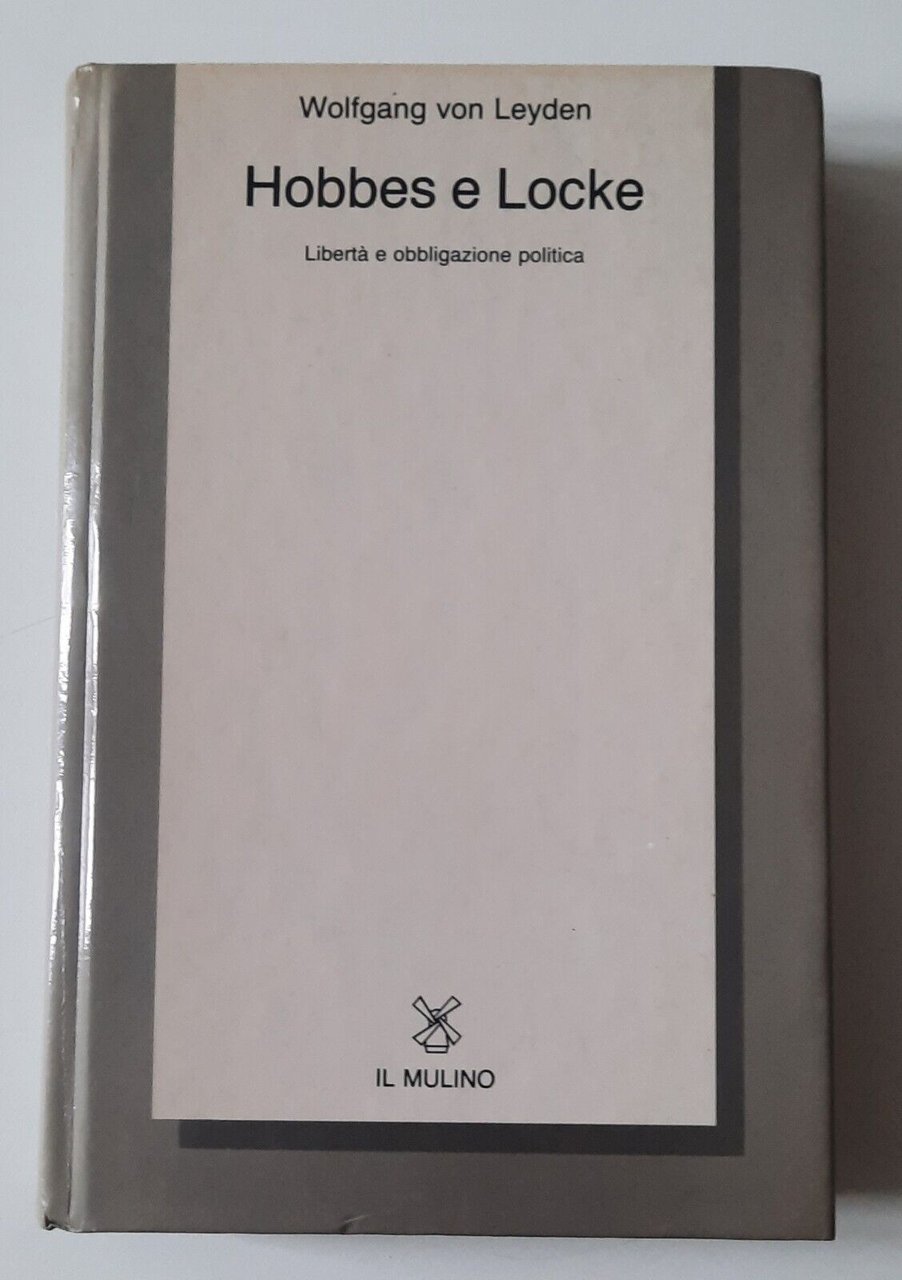 Wolfgang von Leyden
Hobbes e Locke
Libertà e obbligazione politica
IL MULINO